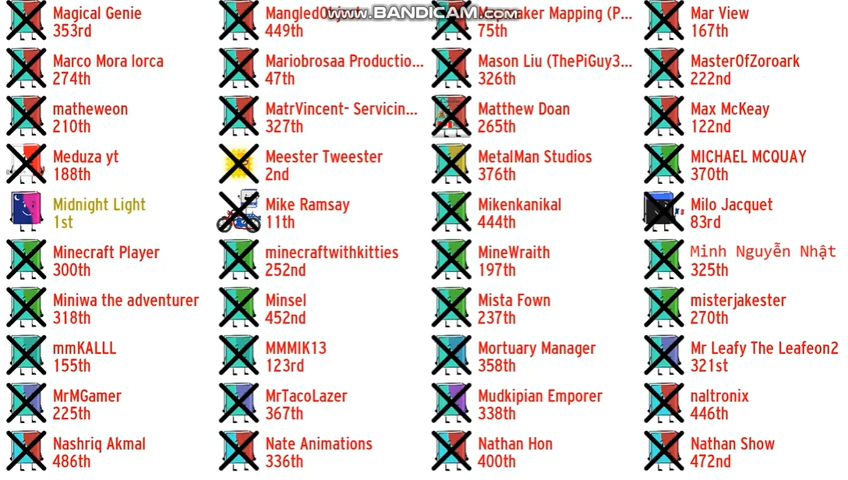 www.BANDICAM.com
Magical Genie
353rd
449th
75th
Mar View
167th
Marco Mora lorca
274th
Mariobrosaa Productio...
47th
Mason Liu (ThePiGuy3...
326th
MasterOfZoroark
222nd
matheweon
210th
MatrVincent- Servicin...
327th
Matthew Doan
265th
Max McKeay
122nd
Meduza yt
188th
Meester Tweester
2nd
MetalMan Studios
376th
MICHAEL MCQUAY
370th
Midnight Light
1st
Mike Ramsay
11th
Mikenkanikal
444th
Milo Jacquet
83rd
Minecraft Player
300th
minecraftwithkitties
252nd
MineWraith
197th
Minh Nguyễn Nhật
325th
Miniwa the adventurer
318th
Minsel
452nd
Mista Fown
237th
misterjakester
270th
mmKALLL
155th
MMMIK13
123rd
Mortuary Manager
358th
Mr Leafy The Leafeon2
321st
MrMGamer
225th
MrTacoLazer
367th
Mudkipian Emporer
338th
naltronix
446th
Nashriq Akmal
486th
Nate Animations
336th
Nathan Hon
400th
Nathan Show
472nd